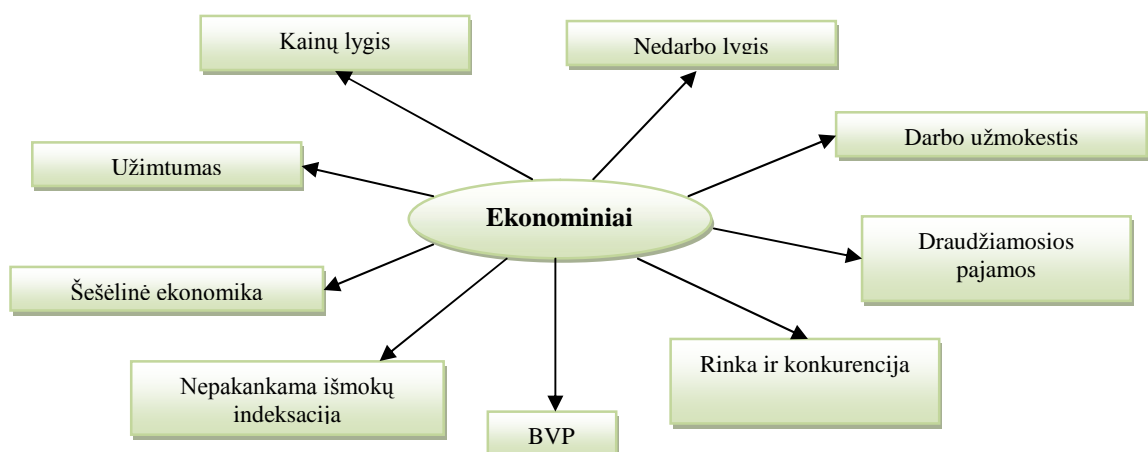 Kainų lygis
Nedarbo lygis
Darbo užmokestis
Užimtumas
Ekonominiai
Draudžiamosios
pajamos
Šešėlinė ekonomika
Rinka ir konkurencija
Nepakankama išmokų
indeksacija
BVP